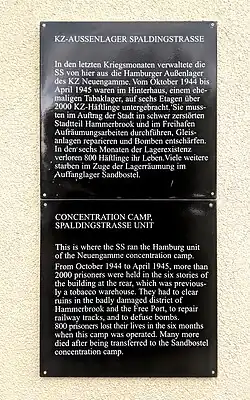 KZ-AUSSENLAGER SPALDINGSTRASSE
In den letzten Kriegsmonaten verwaltete die
SS von hier aus die Hamburger Außenlager
des KZ Neuengamme. Vom Oktober 1944 bis
April 1945 waren im Hinterhaus, einem ehe-
maligen Tabaklager, auf sechs Etagen über
2000 KZ-Häftlinge untergebracht. Sie muss-
ten im Auftrag der Stadt im schwer zerstörten
Stadtteil Hammerbrook und im Freihafen
Aufräumungsarbeiten durchführen, Gleis-
anlagen reparieren und Bomben entschärfen.
In den sechs Monaten der Lagerexistenz
verloren 800 Häftlinge ihr Leben. Viele weitere
starben im Zuge der Lagerräumung im
Auffanglager Sandbostel.
CONCENTRATION CAMP,
SPALDINGSTRASSE UNIT
This is where the SS ran the Hamburg unit
of the Neuengamme concentration camp.
From October 1944 to April 1945, more than
2000 prisoners were held in the six stories of
the building at the rear, which was previous-
ly a tobacco warehouse. They had to clear
ruins in the badly damaged district of
Hammerbrook and the Free Port, to repair
railway tracks, and to defuse bombs.
800 prisoners lost their lives in the six months
when this camp was operated. Many more
died after being transferred to the Sandbostel
concentration camp.